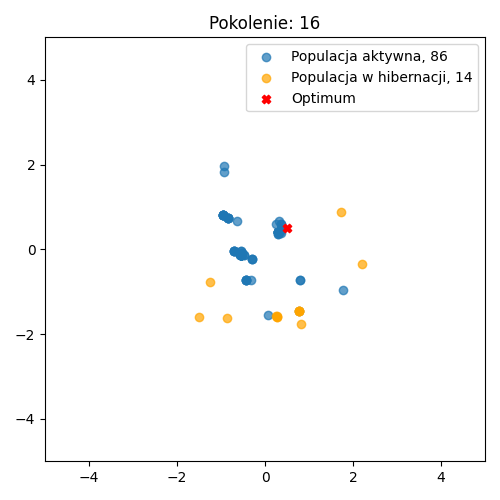 Pokolenie: 16
Populacja aktywna, 86
Populacja w hibernacji, 14
Optimum
4
2
0
−2
−4
−4
−2
0
2
4